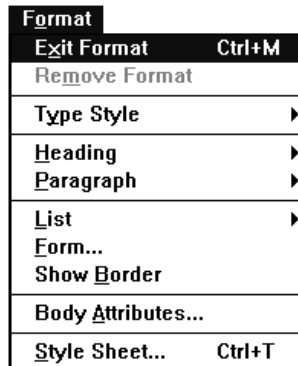 Format
Exit Format Ctrl+M
Remove Format
Type Style
Heading
Paragraph
List
Form...
Show Border
Body Attributes...
Style Sheet... Ctrl+T